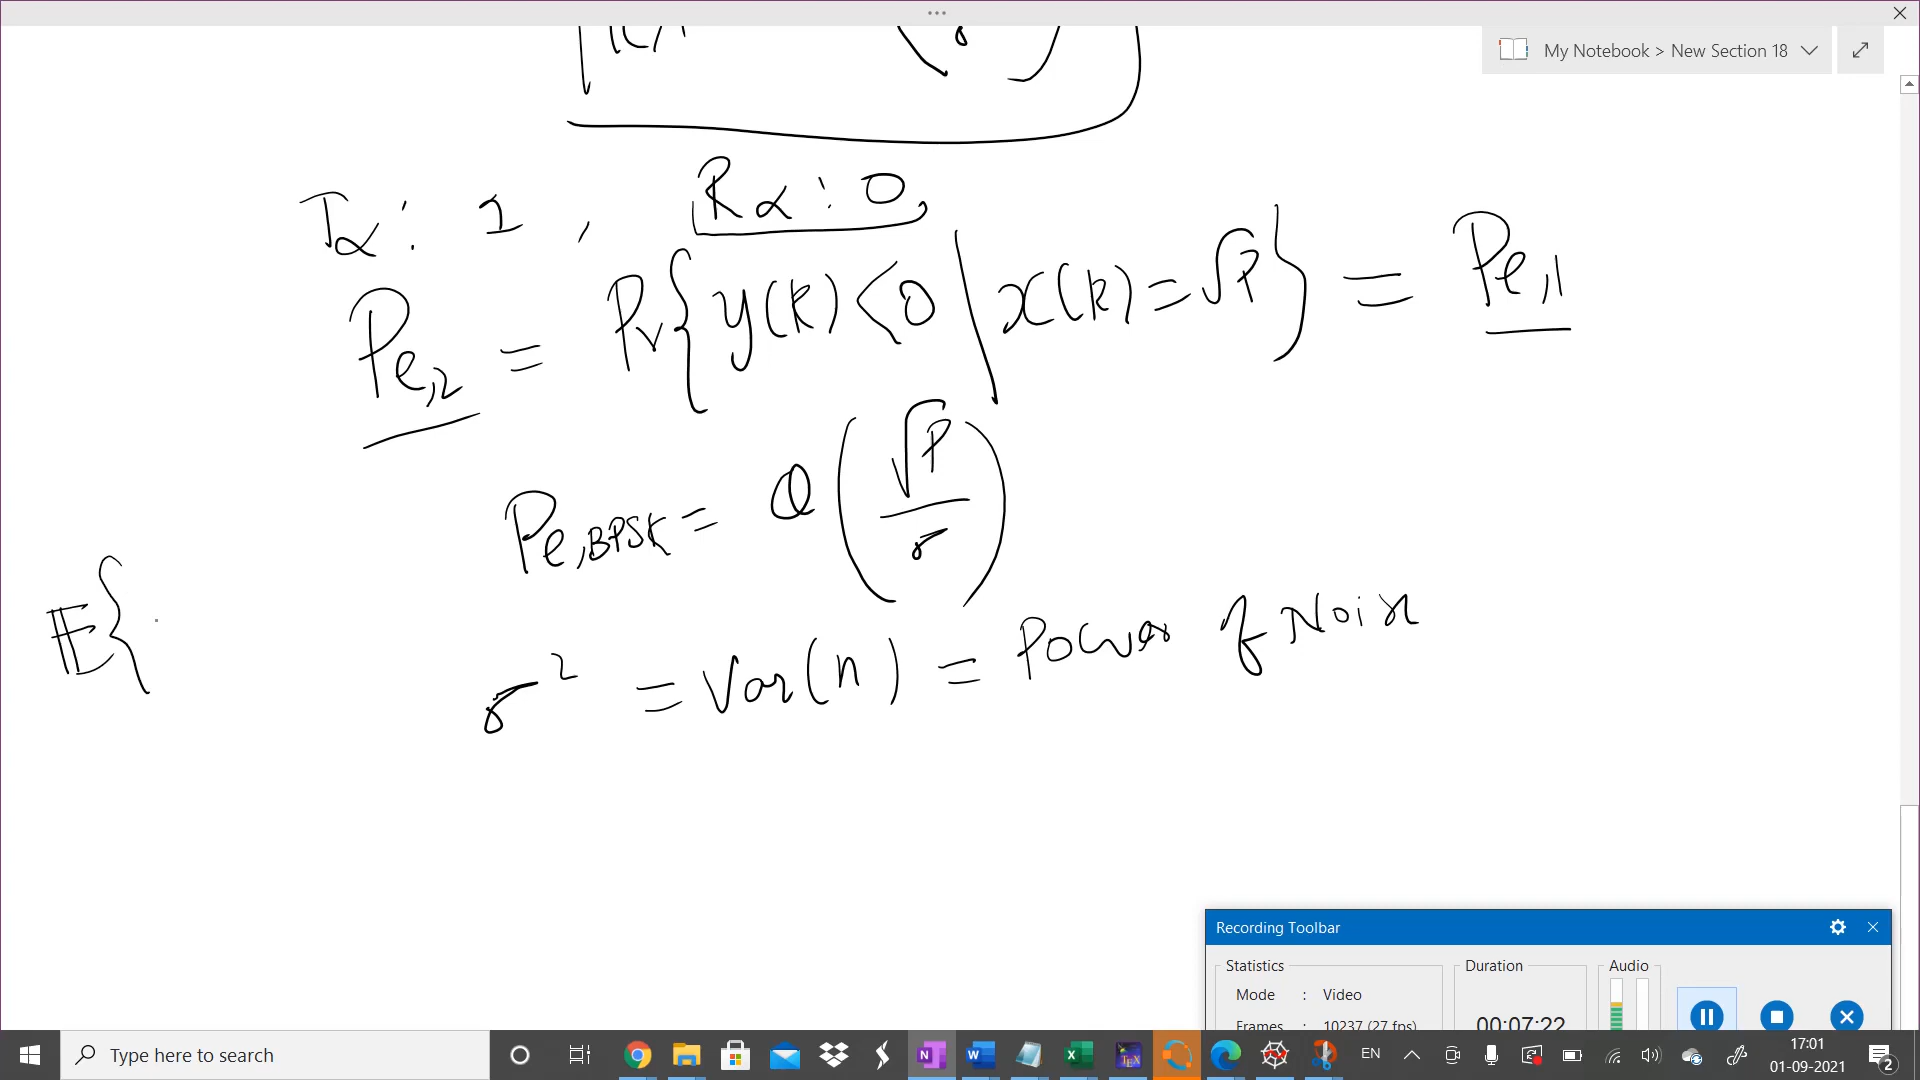 My Notebook > New Section 18
Tx: 1, Rx: 0,
Pe,2 = Pr{y(k)<0 | x(k)=√P} = Pe,1
Pe,BPSK = Q(√P/σ)
E{
σ² = Var(n) = Power of Noise
Recording Toolbar
Statistics
Duration
Audio
Mode : Video
Frames : 10237 (27 fps)
00:07:22
Type here to search
EN
17:01
01-09-2021
2